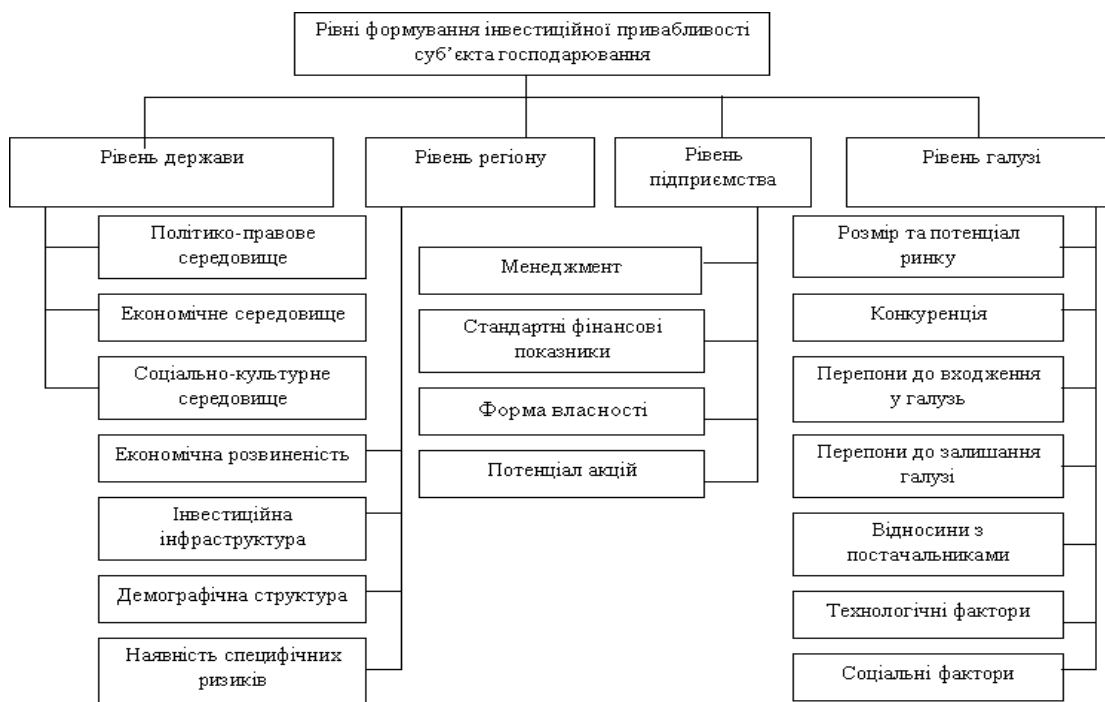 Рівні формування інвестиційної привабливості
суб’єкта господарювання
Рівень держави
Рівень регіону
Рівень
підприємства
Рівень галузі
Політико-правове
середовище
Економічне середовище
Соціально-культурне
середовище
Економічна розвиненість
Інвестиційна
інфраструктура
Демографічна структура
Наявність специфічних
ризиків
Менеджмент
Стандартні фінансові
показники
Форма власності
Потенціал акцій
Розмір та потенціал
ринку
Конкуренція
Перепони до входження
у галузь
Перепони до залишання
галузі
Відносини з
постачальниками
Технологічні фактори
Соціальні фактори